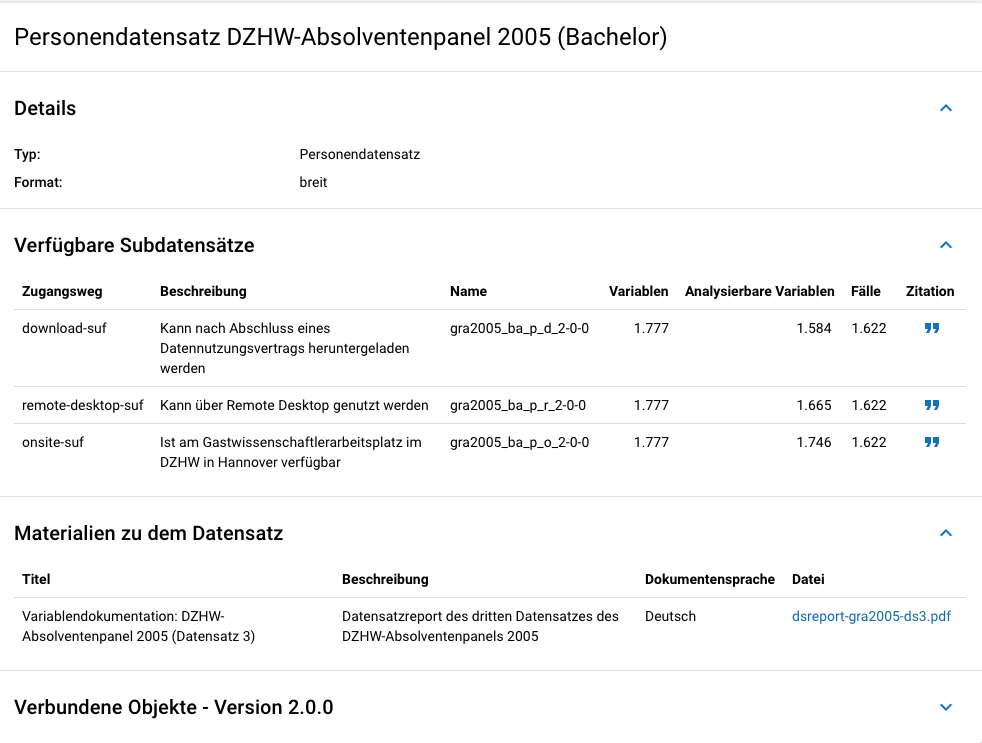 Personendatensatz DZHW-Absolventenpanel 2005 (Bachelor)
Details
Typ: Personendatensatz
Format: breit
Verfügbare Subdatensätze
Zugangsweg Beschreibung Name Variablen Analysierbare Variablen Fälle Zitation
download-suf Kann nach Abschluss eines gra2005_ba_p_d_2-0-0 1.777 1.584 1.622
Datennutzungsvertrags heruntergeladen
werden
remote-desktop-suf Kann über Remote Desktop genutzt werden gra2005_ba_p_r_2-0-0 1.777 1.665 1.622
onsite-suf Ist am Gastwissenschaftlerarbeitsplatz im gra2005_ba_p_o_2-0-0 1.777 1.746 1.622
DZHW in Hannover verfügbar
Materialien zu dem Datensatz
Titel Beschreibung Dokumentensprache Datei
Variablendokumentation: DZHW- Datensatzreport des dritten Datensatzes des Deutsch dsreport-gra2005-ds3.pdf
Absolventenpanel 2005 (Datensatz 3) DZHW-Absolventenpanels 2005
Verbundene Objekte - Version 2.0.0